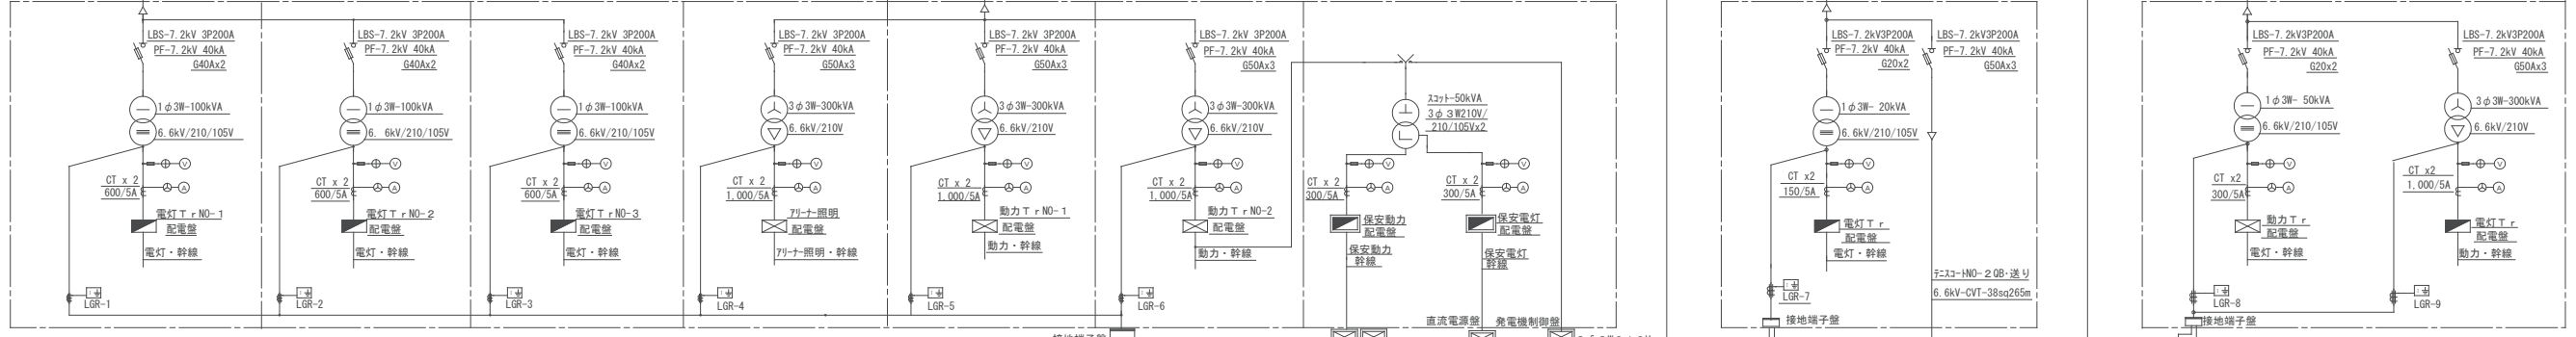 LBS-7.2kV 3P200A
PF-7.2kV 40kA
G40Ax2
1φ3W-100kVA
6.6kV/210/105V
V
CT x 2
600/5A
A
電灯TrNO-1
配電盤
電灯・幹線
LGR-1
LBS-7.2kV 3P200A
PF-7.2kV 40kA
G40Ax2
1φ3W-100kVA
6. 6kV/210/105V
V
CT x 2
600/5A
A
電灯TrNO-2
配電盤
電灯・幹線
LGR-2
LBS-7.2kV 3P200A
PF-7.2kV 40kA
G40Ax2
1φ3W-100kVA
6.6kV/210/105V
V
CT x 2
600/5A
A
電灯TrNO-3
配電盤
電灯・幹線
LGR-3
LBS-7.2kV 3P200A
PF-7.2kV 40kA
G50Ax3
3φ3W-300kVA
6.6kV/210V
V
CT x 2
1,000/5A
A
アリーナー照明
配電盤
アリーナー照明・幹線
LGR-4
LBS-7.2kV 3P200A
PF-7.2kV 40kA
G50Ax3
3φ3W-300kVA
6.6kV/210V
V
CT x 2
1,000/5A
A
動力TrNO-1
配電盤
動力・幹線
LGR-5
LBS-7.2kV 3P200A
PF-7.2kV 40kA
G50Ax3
3φ3W-300kVA
6.6kV/210V
V
CT x 2
1,000/5A
A
動力TrNO-2
配電盤
動力・幹線
LGR-6
接地端子盤
スコット-50kVA
3φ3W210V/
210/105Vx2
V
CT x 2
300/5A
A
保安動力
配電盤
保安動力
幹線
V
CT x 2
300/5A
A
保安電灯
配電盤
保安電灯
幹線
直流電源盤
発電機制御盤
LBS-7.2kV3P200A
PF-7.2kV 40kA
G20x2
1φ3W- 20kVA
6.6kV/210/105V
V
CT x2
150/5A
A
電灯Tr
配電盤
電灯・幹線
LGR-7
接地端子盤
LBS-7.2kV3P200A
PF-7.2kV 40kA
G50Ax3
テニスコートNO-2QB・送り
6.6kV-CVT-38sq265m
LBS-7.2kV3P200A
PF-7.2kV 40kA
G20x2
1φ3W- 50kVA
6.6kV/210/105V
V
CT x2
300/5A
A
動力Tr
配電盤
電灯・幹線
LGR-8
接地端子盤
LBS-7.2kV3P200A
PF-7.2kV 40kA
G50Ax3
3φ3W-300kVA
6.6kV/210V
V
CT x2
1,000/5A
A
電灯Tr
配電盤
動力・幹線
LGR-9